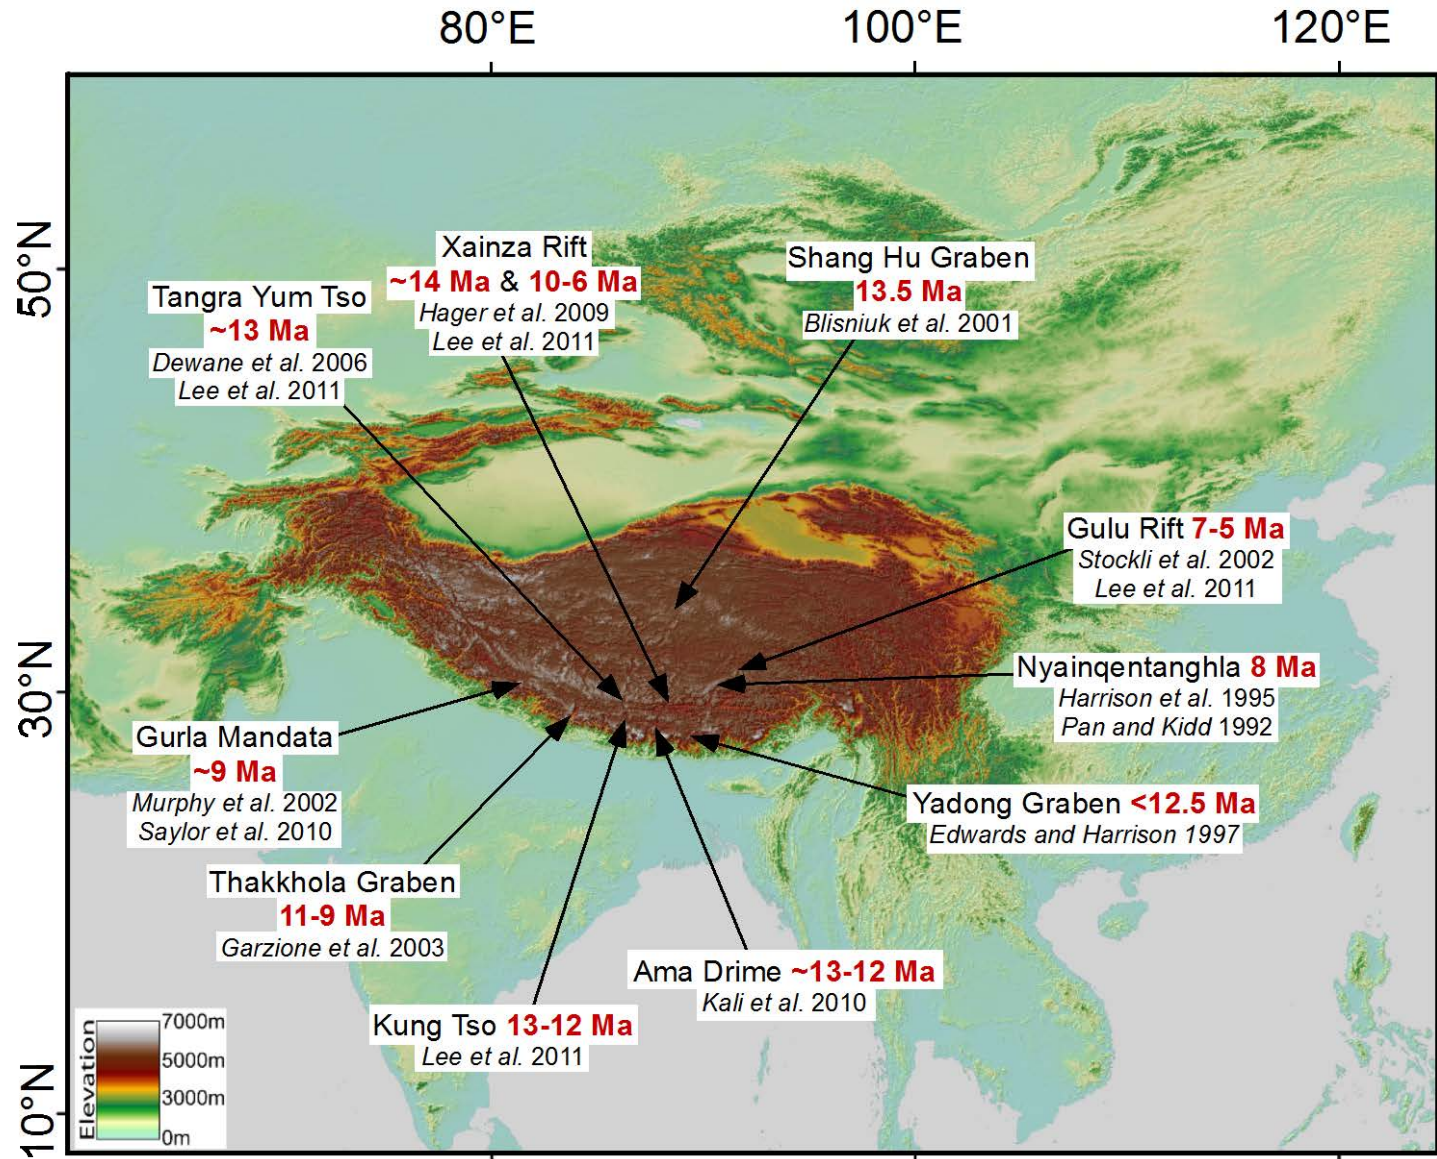 80°E
100°E
120°E
50°N
30°N
10°N
Xainza Rift
~14 Ma & 10-6 Ma
Hager et al. 2009
Lee et al. 2011
Shang Hu Graben
13.5 Ma
Blisniuk et al. 2001
Tangra Yum Tso
~13 Ma
Dewane et al. 2006
Lee et al. 2011
Gulu Rift 7-5 Ma
Stockli et al. 2002
Lee et al. 2011
Nyainqentanghla 8 Ma
Harrison et al. 1995
Pan and Kidd 1992
Gurla Mandata
~9 Ma
Murphy et al. 2002
Saylor et al. 2010
Yadong Graben <12.5 Ma
Edwards and Harrison 1997
Thakkhola Graben
11-9 Ma
Garzione et al. 2003
Ama Drime ~13-12 Ma
Kali et al. 2010
Kung Tso 13-12 Ma
Lee et al. 2011
Elevation
7000m
5000m
3000m
0m